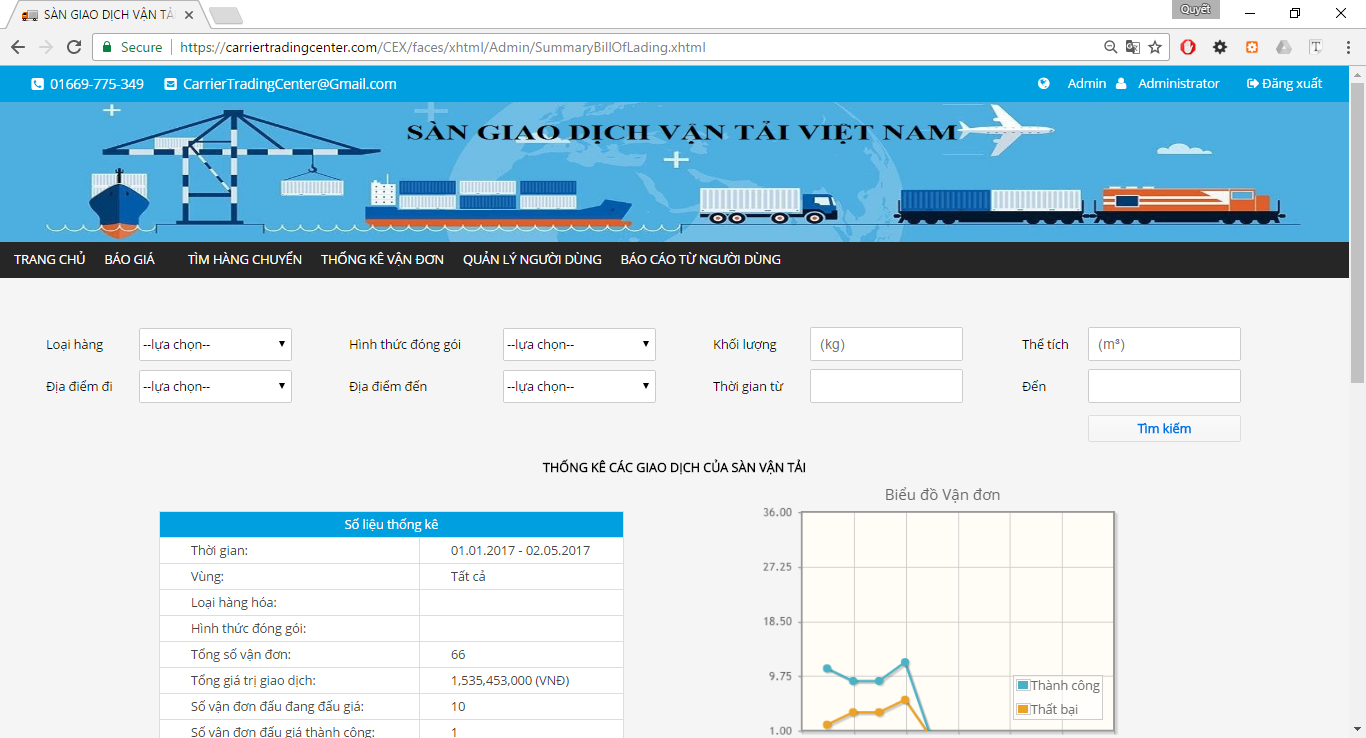 SÀN GIAO DỊCH VẬN TẢ
Quyết
Secure https://carriertradingcenter.com/CEX/faces/xhtml/Admin/SummaryBillOfLading.xhtml
01669-775-349 CarrierTradingCenter@Gmail.com Admin Administrator Đăng xuất
SÀN GIAO DỊCH VẬN TẢI VIỆT NAM
TRANG CHỦ BÁO GIÁ TÌM HÀNG CHUYẾN THỐNG KÊ VẬN ĐƠN QUẢN LÝ NGƯỜI DÙNG BÁO CÁO TỪ NGƯỜI DÙNG
Loại hàng --lựa chọn-- Hình thức đóng gói --lựa chọn-- Khối lượng (kg) Thể tích (m³)
Địa điểm đi --lựa chọn-- Địa điểm đến --lựa chọn-- Thời gian từ Đến
Tìm kiếm
THỐNG KÊ CÁC GIAO DỊCH CỦA SÀN VẬN TẢI
Số liệu thống kê
Thời gian: 01.01.2017 - 02.05.2017
Vùng: Tất cả
Loại hàng hóa:
Hình thức đóng gói:
Tổng số vận đơn: 66
Tổng giá trị giao dịch: 1,535,453,000 (VNĐ)
Số vận đơn đấu đang đấu giá: 10
Số vận đơn đấu giá thành công: 1
Biểu đồ Vận đơn
36.00
27.25
18.50
9.75
1.00
Thành công
Thất bại